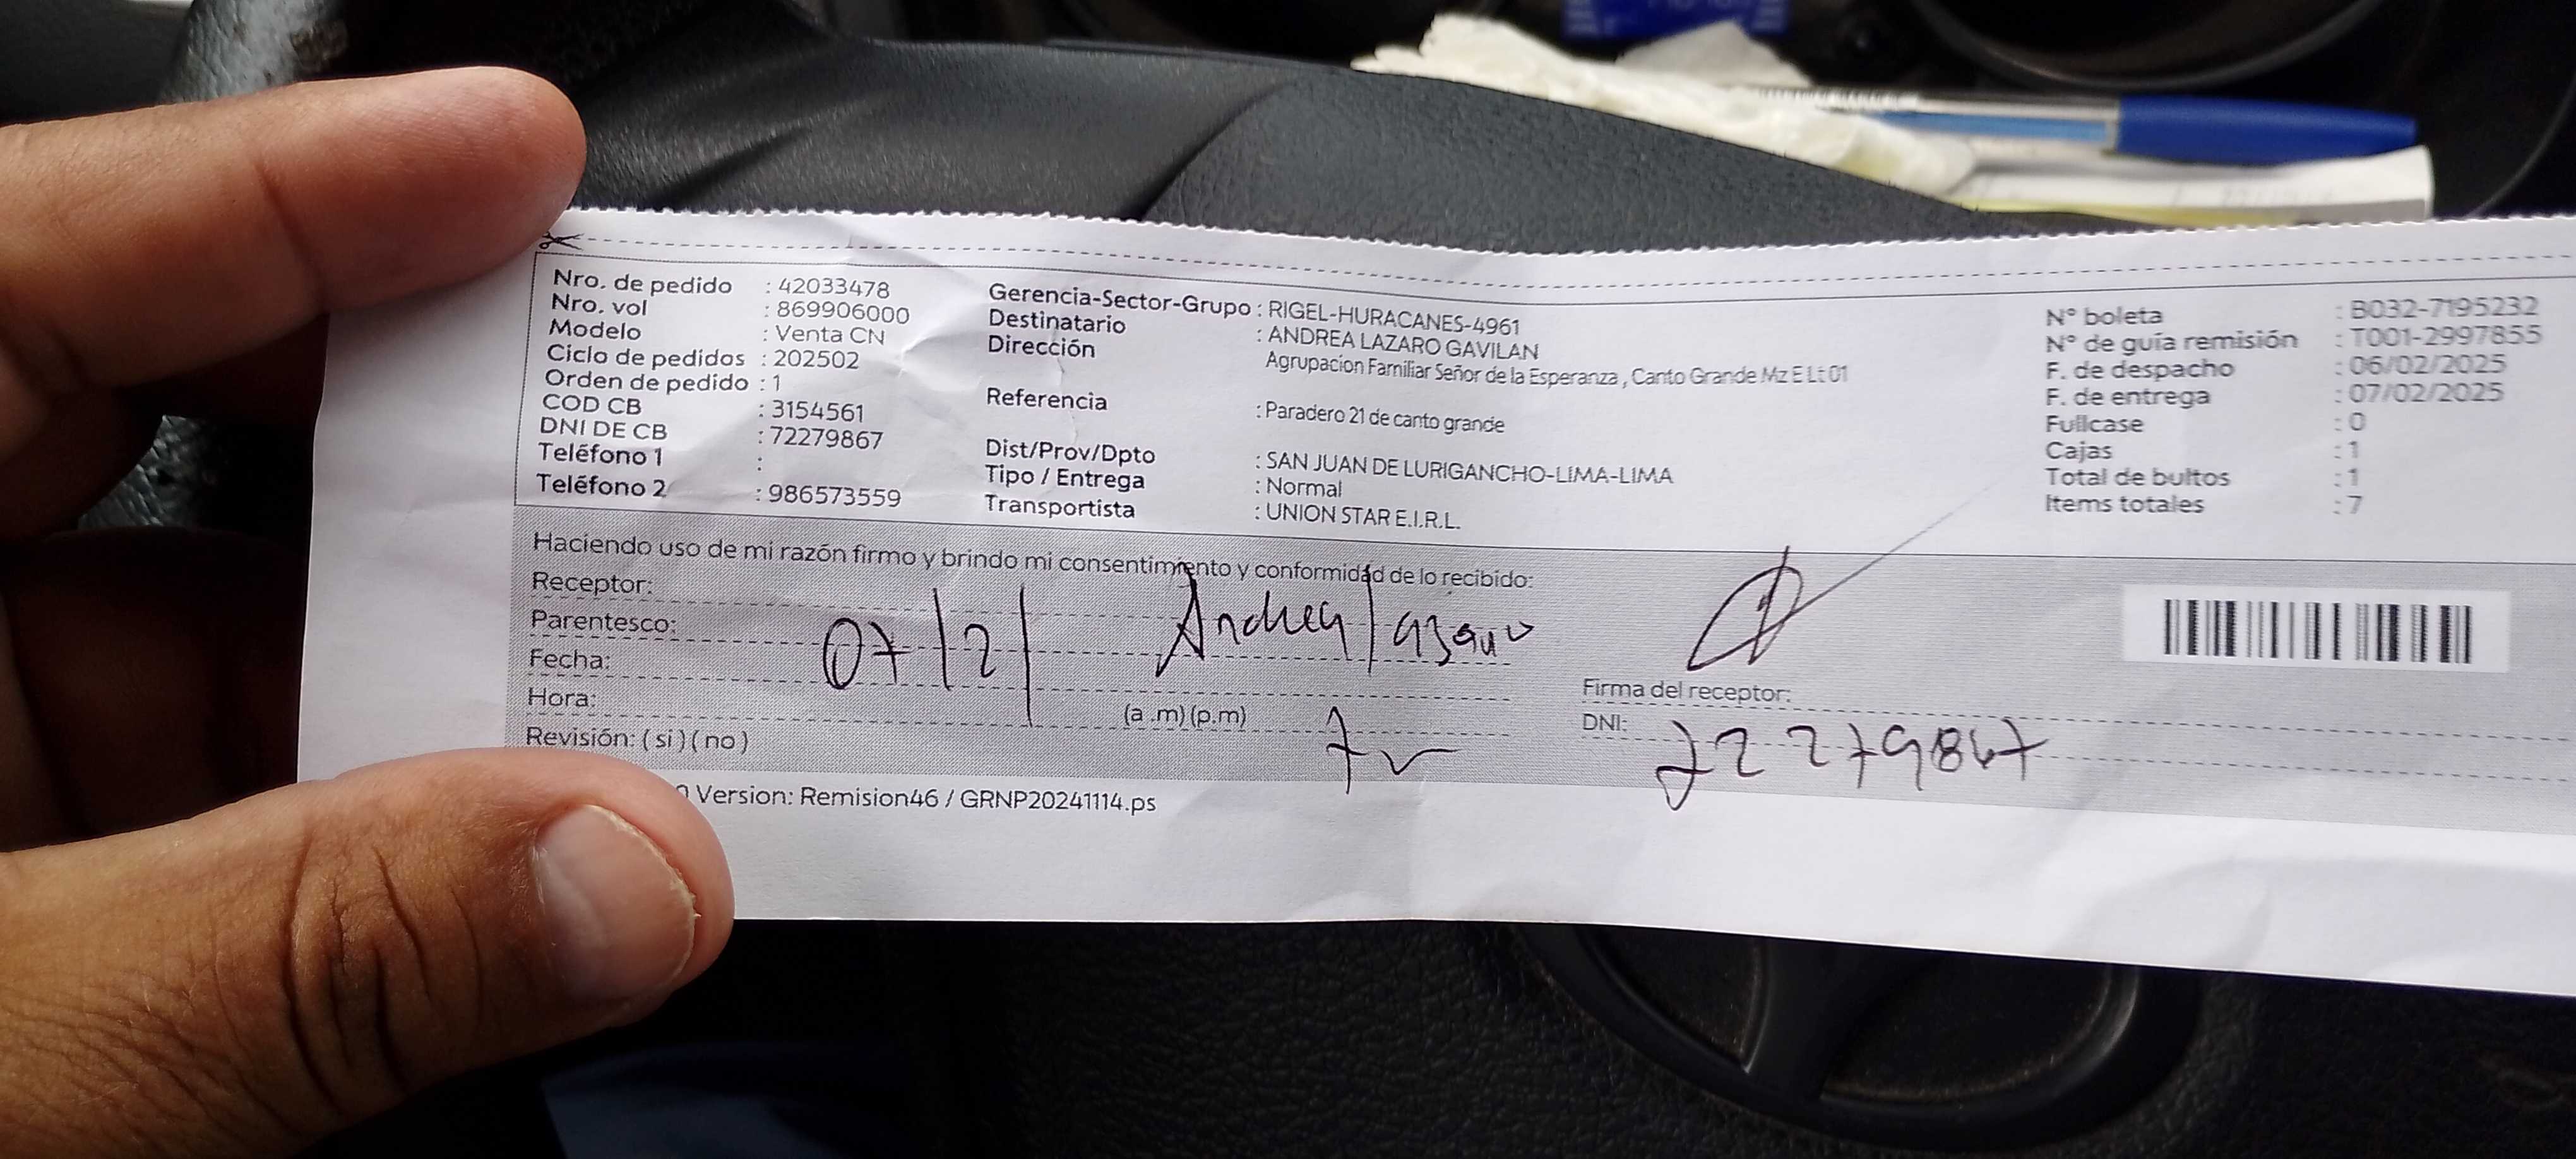 Nro. de pedido : 42033478
Nro. vol : 869906000
Modelo : Venta CN
Ciclo de pedidos : 202502
Orden de pedido : 1
COD CB : 3154561
DNI DE CB : 72279867
Teléfono 1 :
Teléfono 2 : 986573559
Gerencia-Sector-Grupo : RIGEL-HURACANES-4961
Destinatario : ANDREA LAZARO GAVILAN
Dirección
Agrupacion Familiar Señor de la Esperanza , Canto Grande Mz E Lt 01
Referencia : Paradero 21 de canto grande
Dist/Prov/Dpto : SAN JUAN DE LURIGANCHO-LIMA-LIMA
Tipo / Entrega : Normal
Transportista : UNION STAR E.I.R.L.
N° boleta : B032-7195232
N° de guía remisión : T001-2997855
F. de despacho : 06/02/2025
F. de entrega : 07/02/2025
Fullcase : 0
Cajas : 1
Total de bultos : 1
Items totales : 7
Haciendo uso de mi razón firmo y brindo mi consentimiento y conformidad de lo recibido:
Receptor:
Parentesco: 07/2/ Andrea Lazaro
Fecha:
Hora: (a .m) (p.m)
Revisión: ( si ) ( no )
Firma del receptor:
DNI: 72279867
Version: Remision46 / GRNP20241114.ps